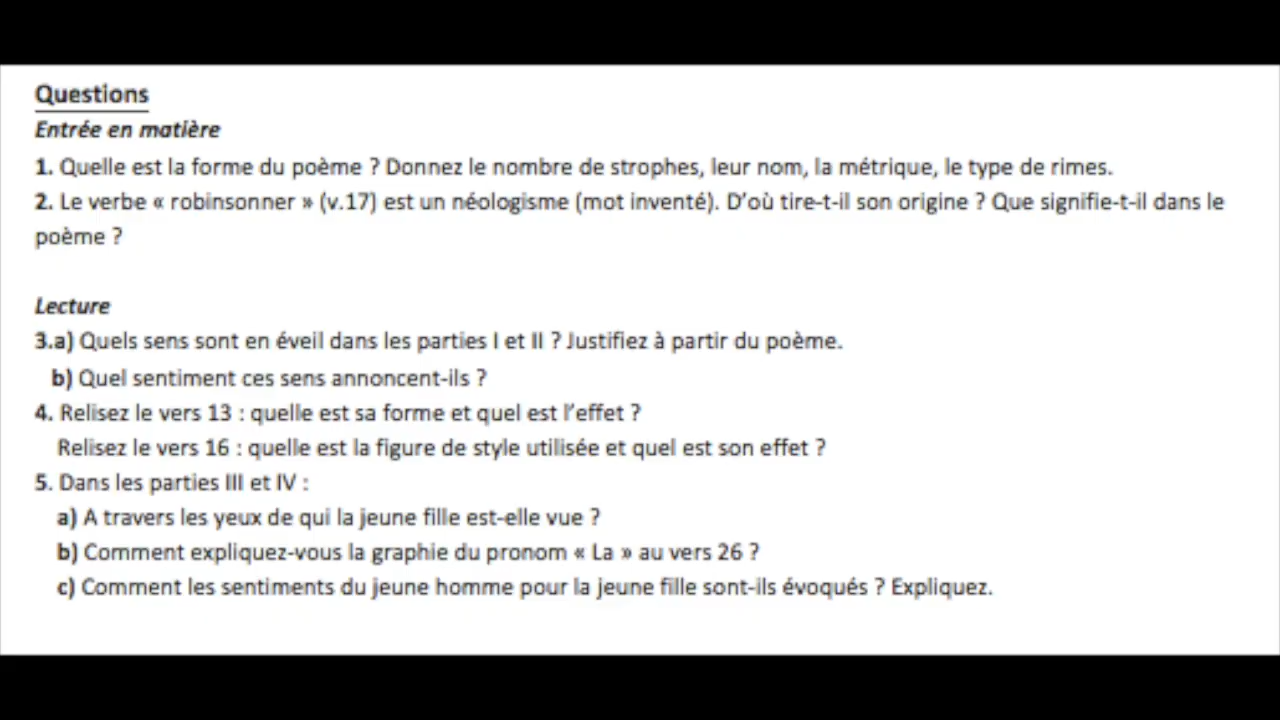 Questions
Entrée en matière
1. Quelle est la forme du poème ? Donnez le nombre de strophes, leur nom, la métrique, le type de rimes.
2. Le verbe « robinsonner » (v.17) est un néologisme (mot inventé). D’où tire-t-il son origine ? Que signifie-t-il dans le
poème ?
Lecture
3.a) Quels sens sont en éveil dans les parties I et II ? Justifiez à partir du poème.
b) Quel sentiment ces sens annoncent-ils ?
4. Relisez le vers 13 : quelle est sa forme et quel est l’effet ?
Relisez le vers 16 : quelle est la figure de style utilisée et quel est son effet ?
5. Dans les parties III et IV :
a) A travers les yeux de qui la jeune fille est-elle vue ?
b) Comment expliquez-vous la graphie du pronom « La » au vers 26 ?
c) Comment les sentiments du jeune homme pour la jeune fille sont-ils évoqués ? Expliquez.